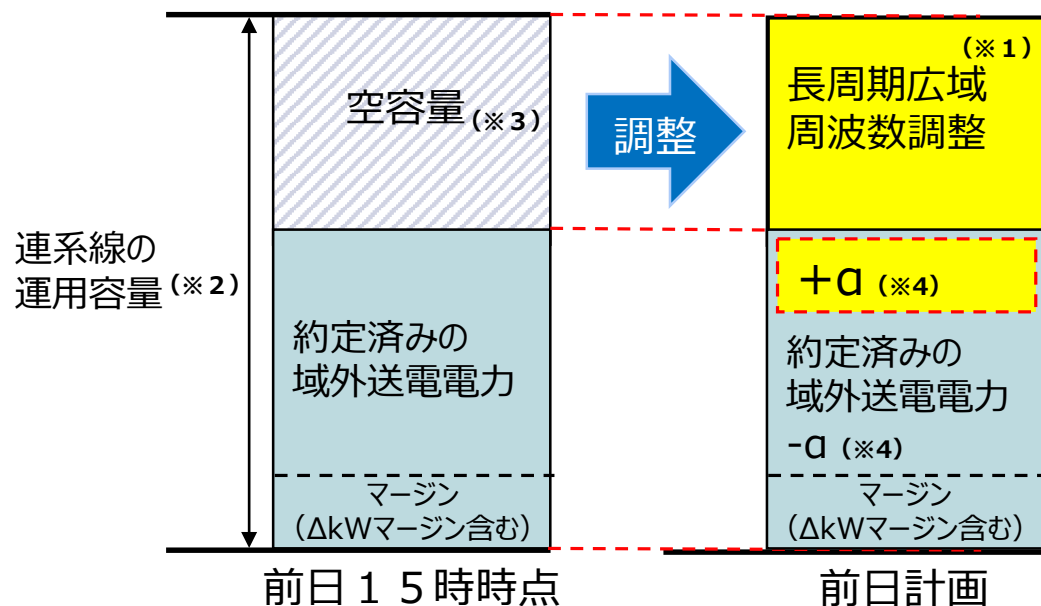 連系線の
運用容量(※2)
空容量(※3)
約定済みの
域外送電電力
マージン
(ΔkWマージン含む)
前日15時時点
調整
(※1)
長周期広域
周波数調整
+α (※4)
約定済みの
域外送電電力
-α (※4)
マージン
(ΔkWマージン含む)
前日計画